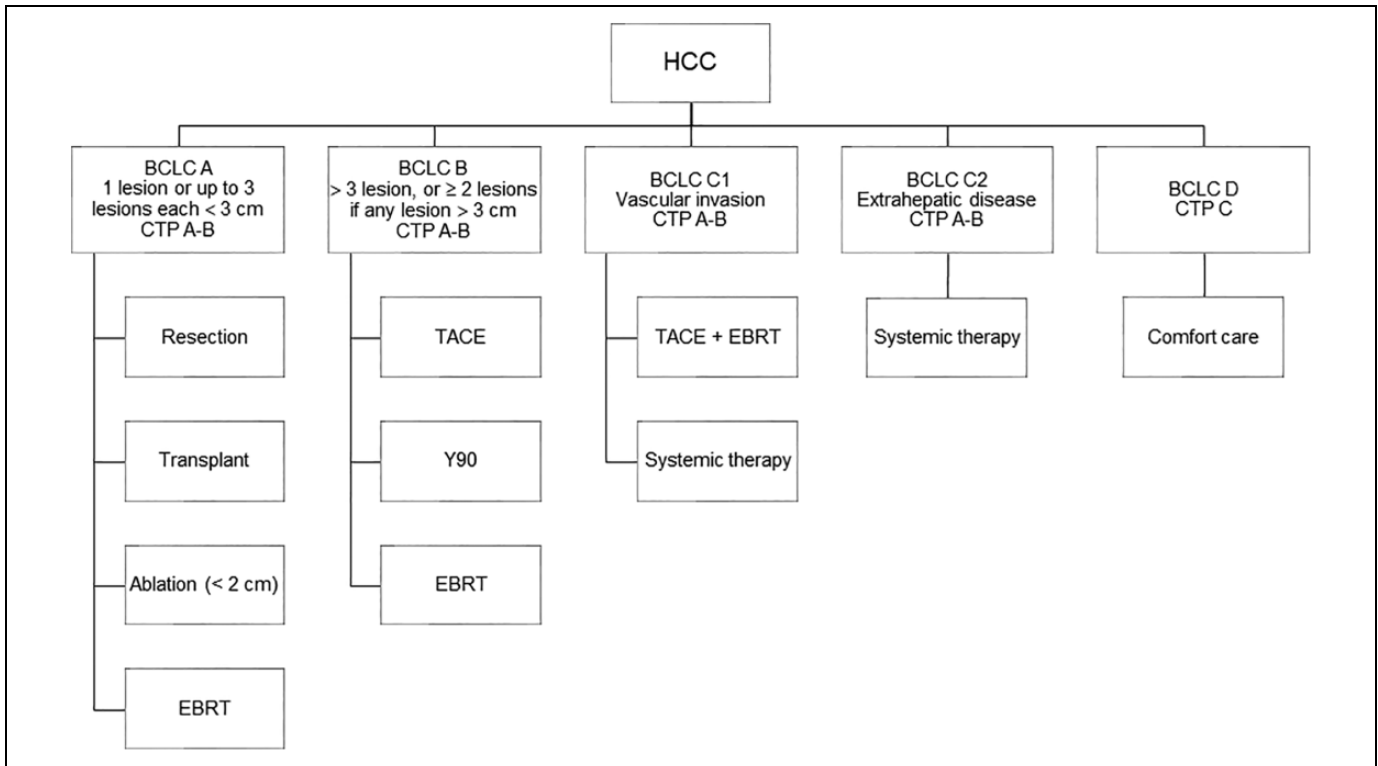 HCC
BCLC A
1 lesion or up to 3
lesions each < 3 cm
CTP A-B
Resection
Transplant
Ablation (< 2 cm)
EBRT
BCLC B
> 3 lesion, or ≥ 2 lesions
if any lesion > 3 cm
CTP A-B
TACE
Y90
EBRT
BCLC C1
Vascular invasion
CTP A-B
TACE + EBRT
Systemic therapy
BCLC C2
Extrahepatic disease
CTP A-B
Systemic therapy
BCLC D
CTP C
Comfort care